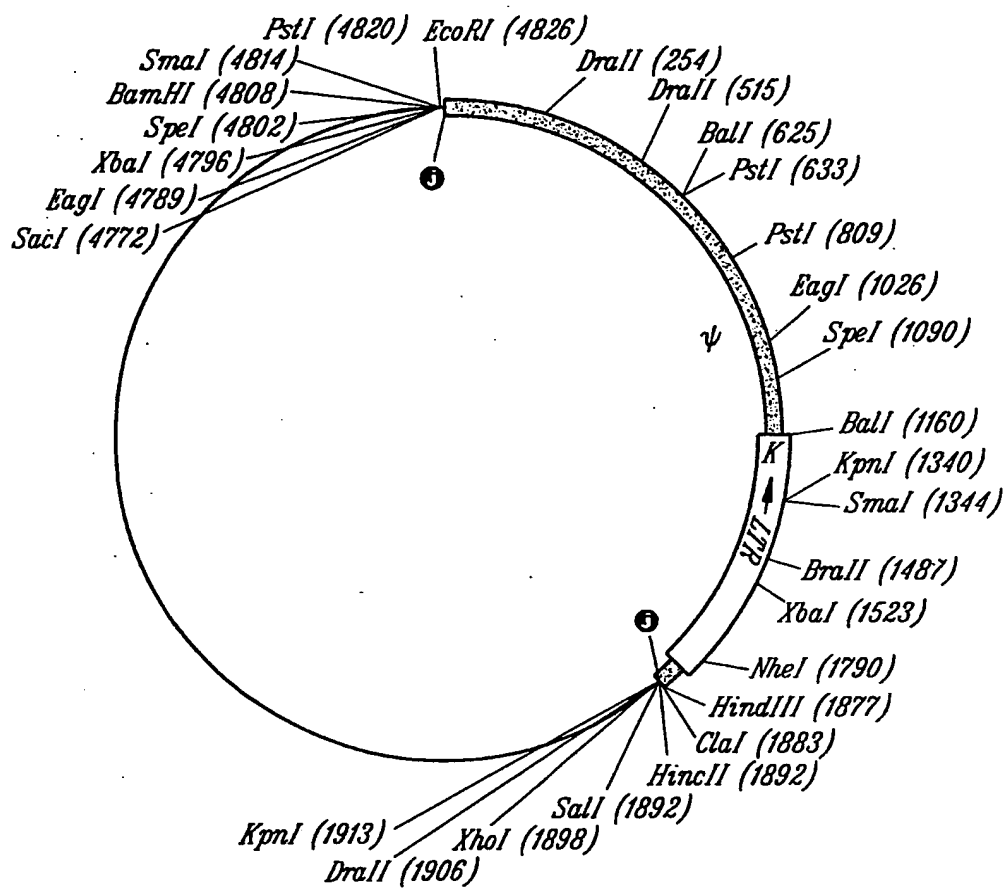 PstI (4820)
EcoRI (4826)
SmaI (4814)
BamHI (4808)
SpeI (4802)
XbaI (4796)
EagI (4789)
SacI (4772)
DraII (254)
DraII (515)
BalI (625)
PstI (633)
PstI (809)
EagI (1026)
SpeI (1090)
BalI (1160)
KpnI (1340)
SmaI (1344)
BraII (1487)
XbaI (1523)
NheI (1790)
HindIII (1877)
ClaI (1883)
HincII (1892)
SalI (1892)
XhoI (1898)
DraII (1906)
KpnI (1913)
j
ψ
K
LTR
j